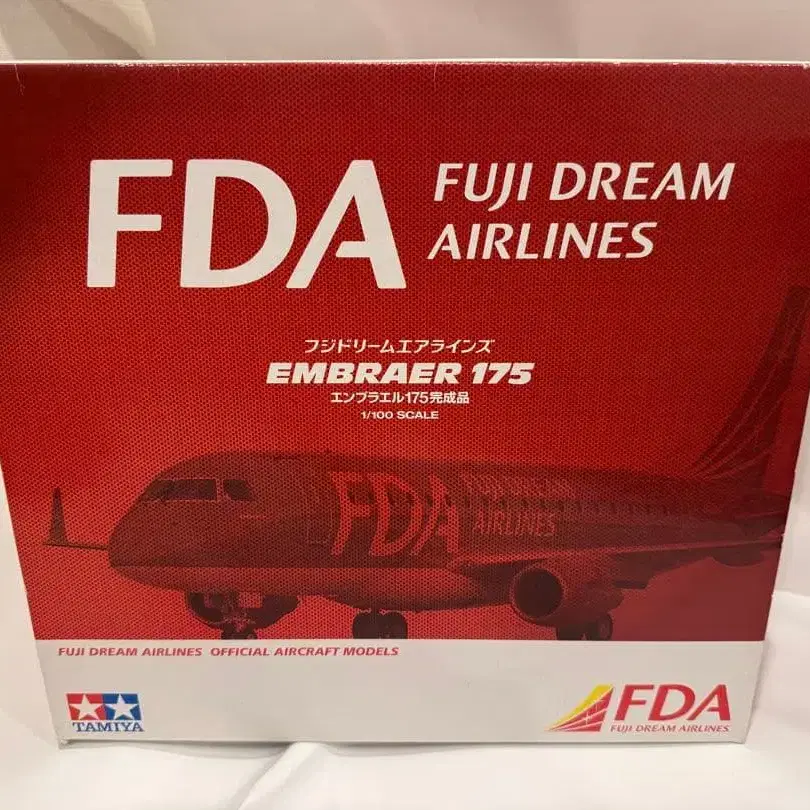 FDA
FUJI DREAM
AIRLINES
フジドリームエアラインズ
EMBRAER 175
エンブラエル175完成品
1/100 SCALE
FDA
FUJI DREAM
AIRLINES
FUJI DREAM AIRLINES OFFICIAL AIRCRAFT MODELS
TAMIYA
FDA
FUJI DREAM AIRLINES